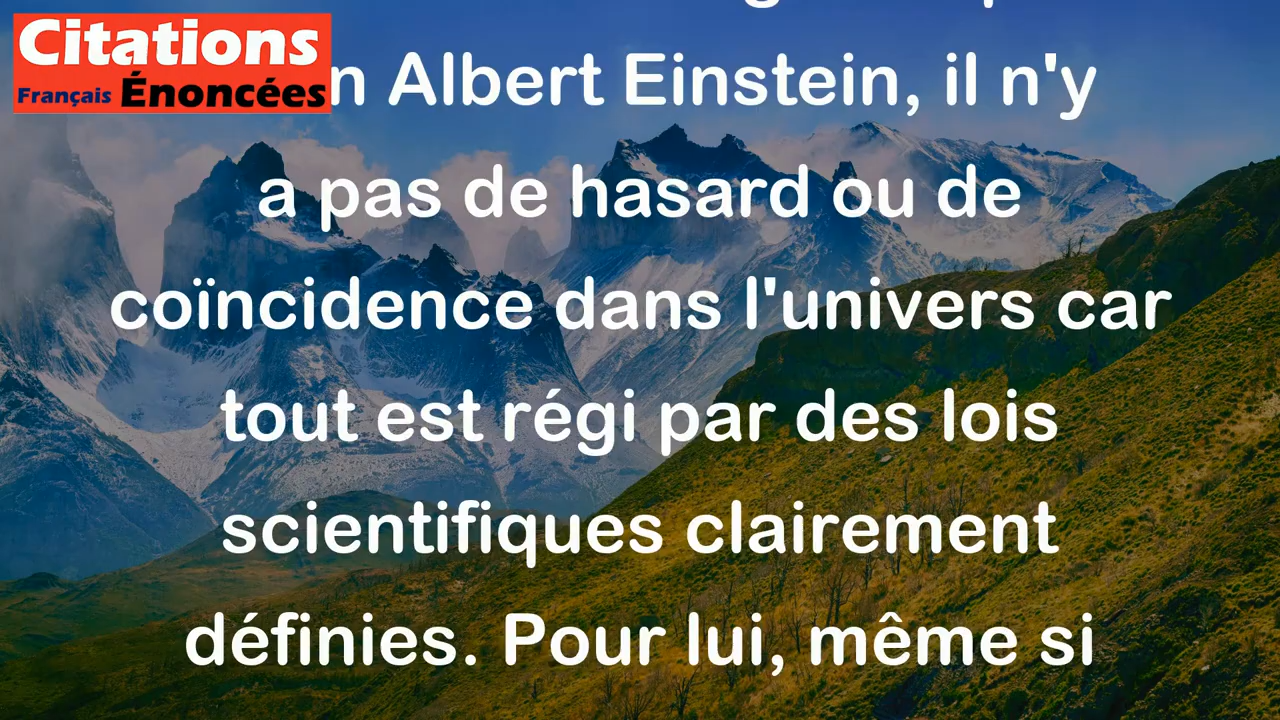 Citations
Français Énoncées
Albert Einstein, il n'y
a pas de hasard ou de
coïncidence dans l'univers car
tout est régi par des lois
scientifiques clairement
définies. Pour lui, même si